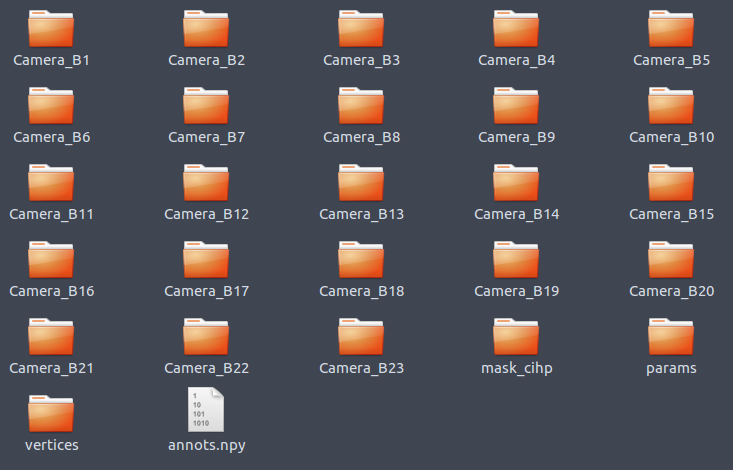 Camera_B1 Camera_B2 Camera_B3 Camera_B4 Camera_B5
Camera_B6 Camera_B7 Camera_B8 Camera_B9 Camera_B10
Camera_B11 Camera_B12 Camera_B13 Camera_B14 Camera_B15
Camera_B16 Camera_B17 Camera_B18 Camera_B19 Camera_B20
Camera_B21 Camera_B22 Camera_B23 mask_cihp params
1
10
101
1010
vertices annots.npy